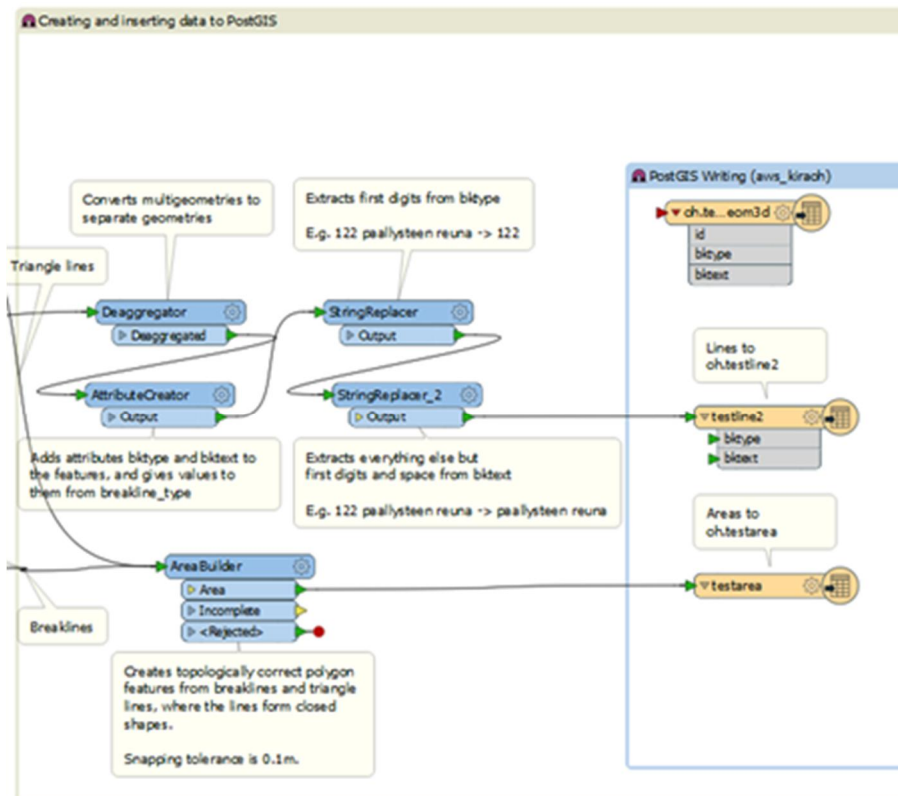 Creating and inserting data to PostGIS
Converts multigeometries to
separate geometries
Extracts first digits from bktype
E.g. 122 paallysteen reuna -> 122
PostGIS Writing (aws_kiraoh)
oh.te...eom3d
id
bktype
bktext
Triangle lines
Deaggregator
Deaggregated
StringReplacer
Output
Lines to
oh.testline2
AttributeCreator
Output
StringReplacer_2
Output
testline2
bktype
bktext
Adds attributes bktype and bktext to
the features, and gives values to
them from breakline_type
Extracts everything else but
first digits and space from bktext
E.g. 122 paallysteen reuna -> paallysteen reuna
Areas to
oh.testarea
AreaBuilder
Area
Incomplete
<Rejected>
testarea
Breaklines
Creates topologically correct polygon
features from breaklines and triangle
lines, where the lines form closed
shapes.
Snapping tolerance is 0.1m.